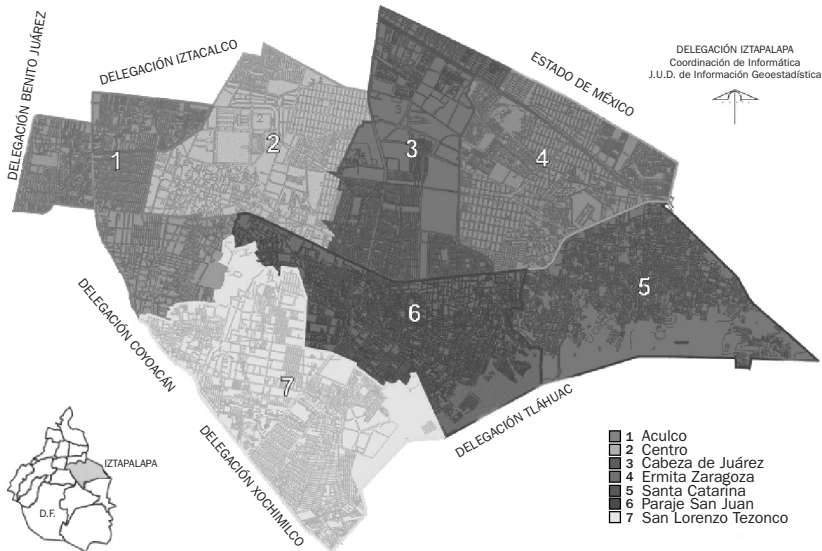 DELEGACIÓN BENITO JUÁREZ
DELEGACIÓN IZTACALCO
ESTADO DE MÉXICO
DELEGACIÓN IZTAPALAPA
Coordinación de Informática
J.U.D. de Información Geoestadística
1
2
3
4
5
6
7
DELEGACIÓN COYOACÁN
DELEGACIÓN XOCHIMILCO
DELEGACIÓN TLÁHUAC
IZTAPALAPA
D.F.
1 Aculco
2 Centro
3 Cabeza de Juárez
4 Ermita Zaragoza
5 Santa Catarina
6 Paraje San Juan
7 San Lorenzo Tezonco